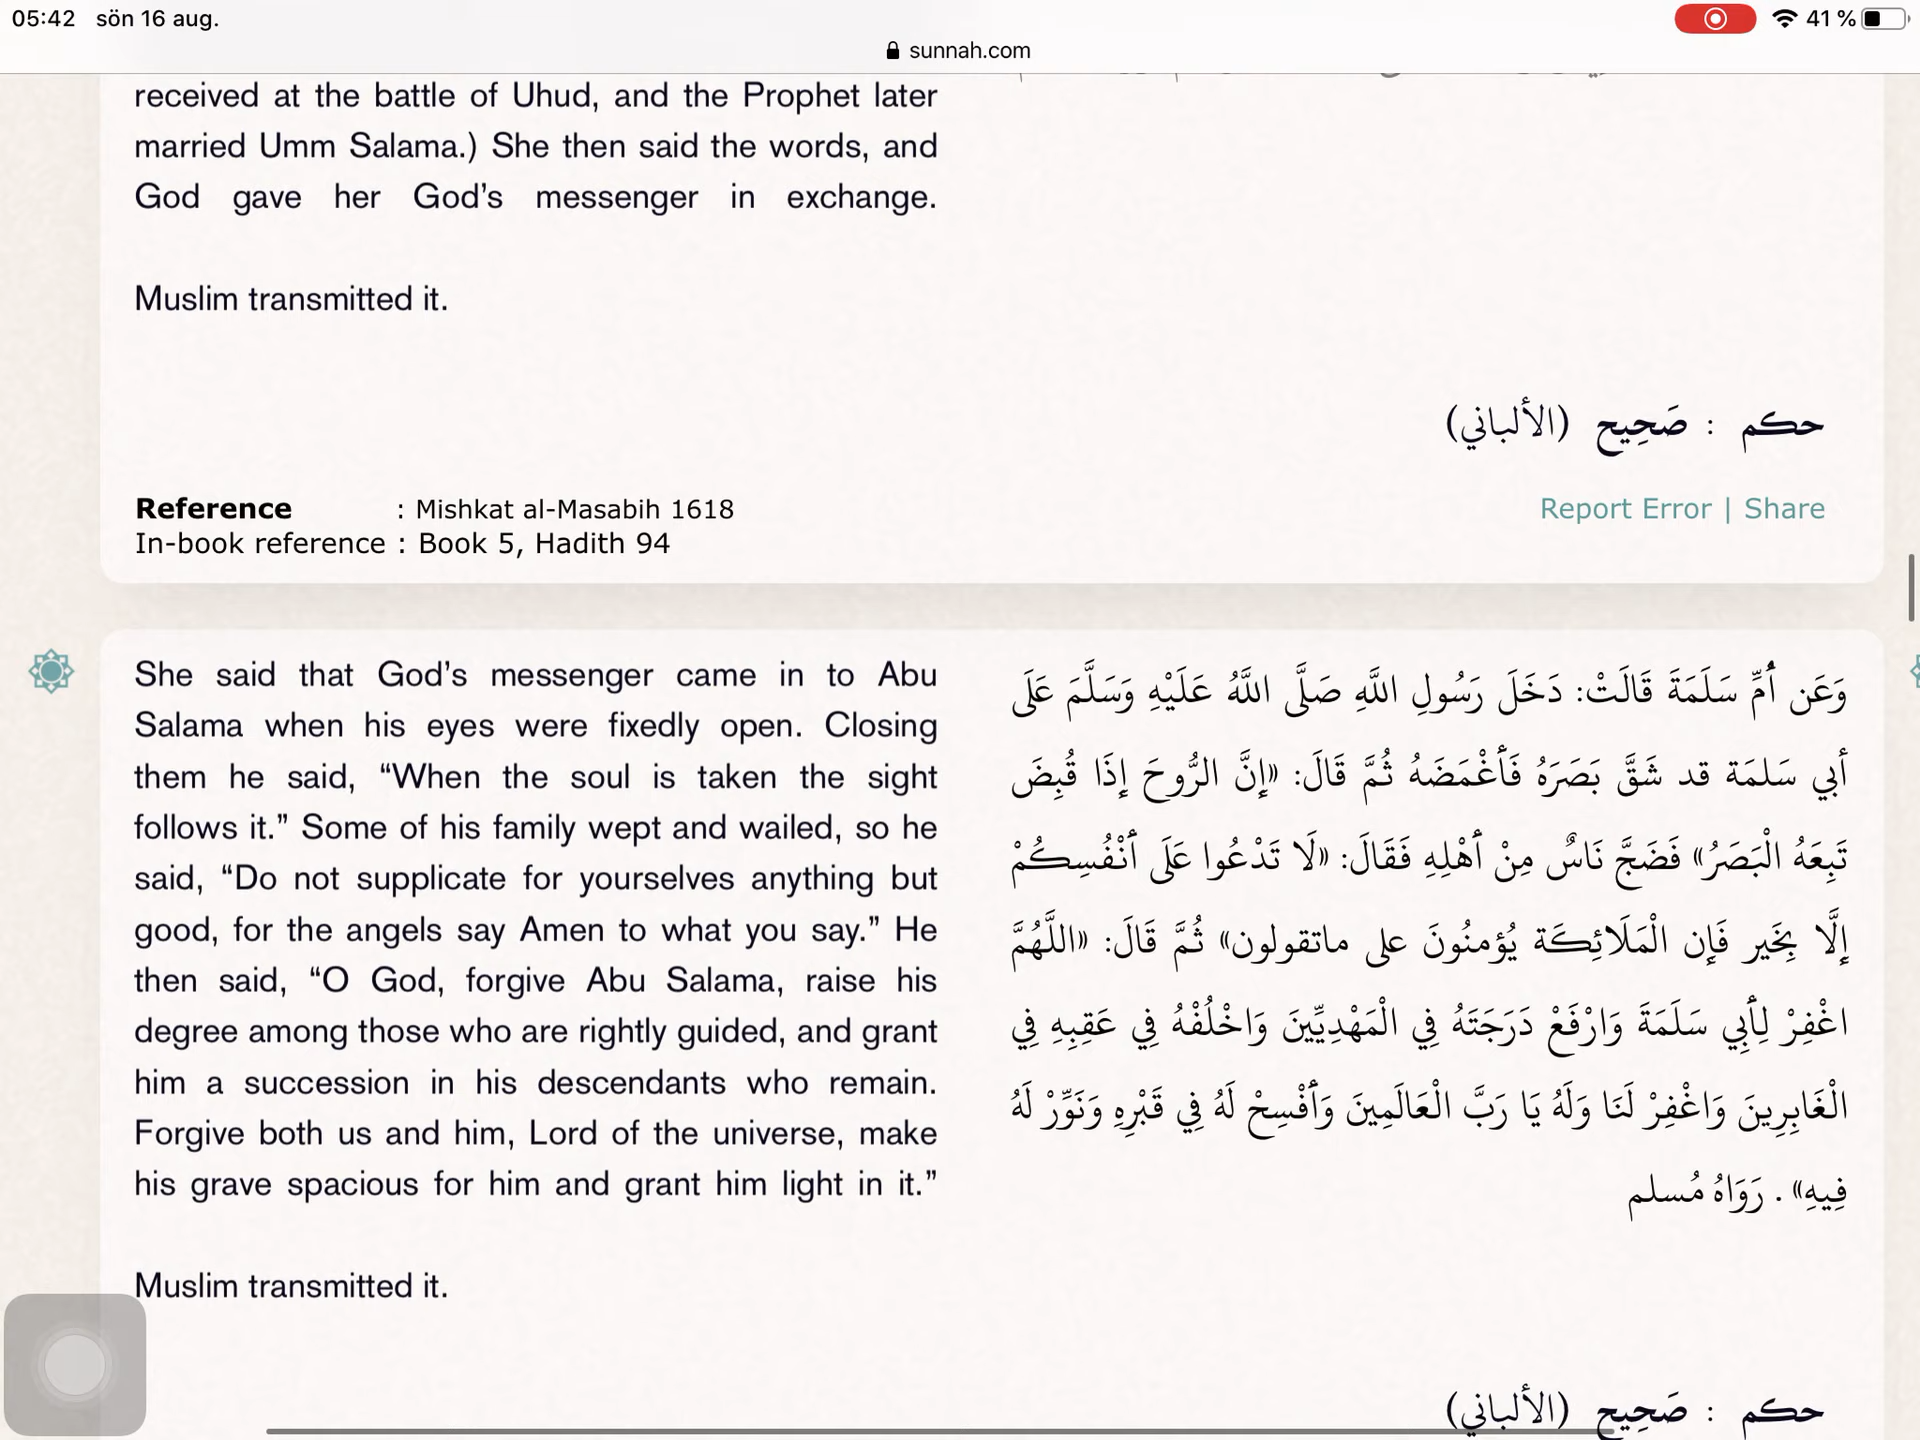 05:42 sön 16 aug.
41 %
sunnah.com
received at the battle of Uhud, and the Prophet later
married Umm Salama.) She then said the words, and
God gave her God’s messenger in exchange.
Muslim transmitted it.
حكم : صَحِيح (الألباني)
Reference : Mishkat al-Masabih 1618
In-book reference : Book 5, Hadith 94
Report Error | Share
She said that God’s messenger came in to Abu
Salama when his eyes were fixedly open. Closing
them he said, “When the soul is taken the sight
follows it.” Some of his family wept and wailed, so he
said, “Do not supplicate for yourselves anything but
good, for the angels say Amen to what you say.” He
then said, “O God, forgive Abu Salama, raise his
degree among those who are rightly guided, and grant
him a succession in his descendants who remain.
Forgive both us and him, Lord of the universe, make
his grave spacious for him and grant him light in it.”
Muslim transmitted it.
وَعَن أُمِّ سَلَمَةَ قَالَتْ: دَخَلَ رَسُولِ اللَّهِ صَلَّى اللَّهُ عَلَيْهِ وَسَلَّمَ عَلَى
أبي سَلمَة قد شَقَّ بَصَرَهُ فَأَغْمَضَهُ ثُمَّ قَالَ: «إِنَّ الرُّوحَ إِذَا قُبِضَ
تَبِعَهُ الْبَصَرُ» فَضَجَّ نَاسٌ مِنْ أَهْلِهِ فَقَالَ: «لَا تَدْعُوا عَلَى أَنْفُسِكُمْ
إِلَّا بِخَيرٍ فَإِن الْمَلَائِكَة يُؤمنُونَ على ماتقولون» ثُمَّ قَالَ: «اللَّهُمَّ
اغْفِرْ لِأَبِي سَلَمَةَ وَارْفَعْ دَرَجَتَهُ فِي الْمَهْدِيِّينَ وَاخْلُفْهُ فِي عَقِبِهِ فِي
الْغَابِرِينَ وَاغْفِرْ لَنَا وَلَهُ يَا رَبَّ الْعَالَمِينَ وَأَفْسِحْ لَهُ فِي قَبْرِهِ وَنَوِّرْ لَهُ
فِيهِ» . رَوَاهُ مُسلم
حكم : صَحِيح (الألباني)